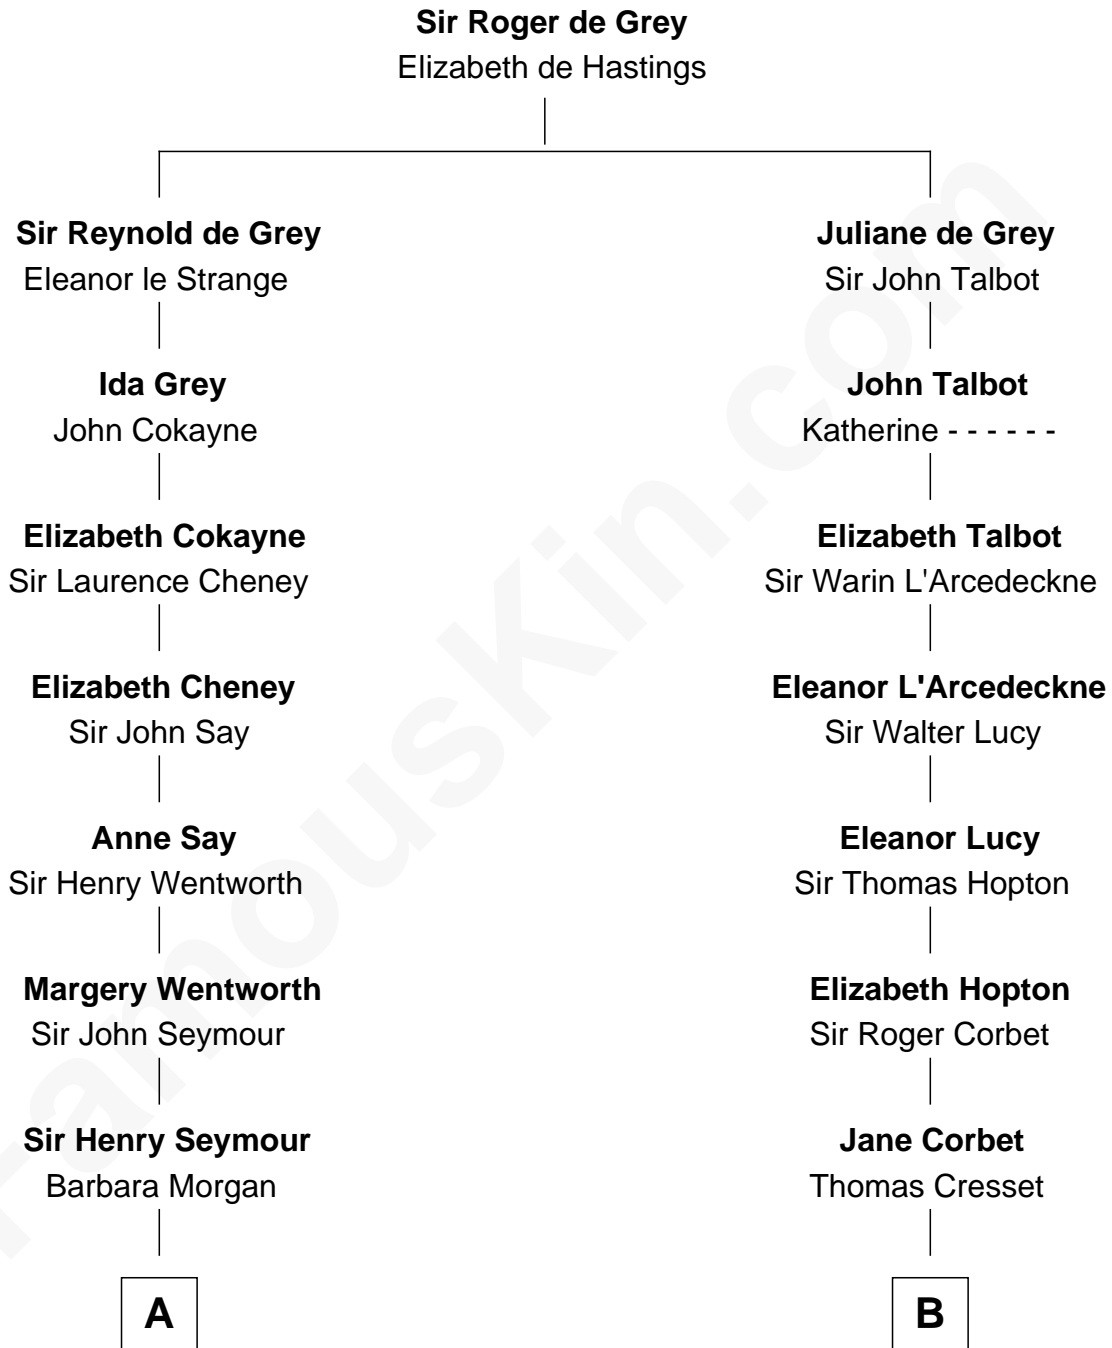 Sir Roger de Grey
Elizabeth de Hastings
Sir Reynold de Grey
Eleanor le Strange
Juliane de Grey
Sir John Talbot
Ida Grey
John Cokayne
John Talbot
Katherine - - - - - -
Elizabeth Cokayne
Sir Laurence Cheney
Elizabeth Talbot
Sir Warin L'Arcedeckne
Elizabeth Cheney
Sir John Say
Eleanor L'Arcedeckne
Sir Walter Lucy
Anne Say
Sir Henry Wentworth
Eleanor Lucy
Sir Thomas Hopton
Margery Wentworth
Sir John Seymour
Elizabeth Hopton
Sir Roger Corbet
Sir Henry Seymour
Barbara Morgan
Jane Corbet
Thomas Cresset
A
B
FamousKin.com